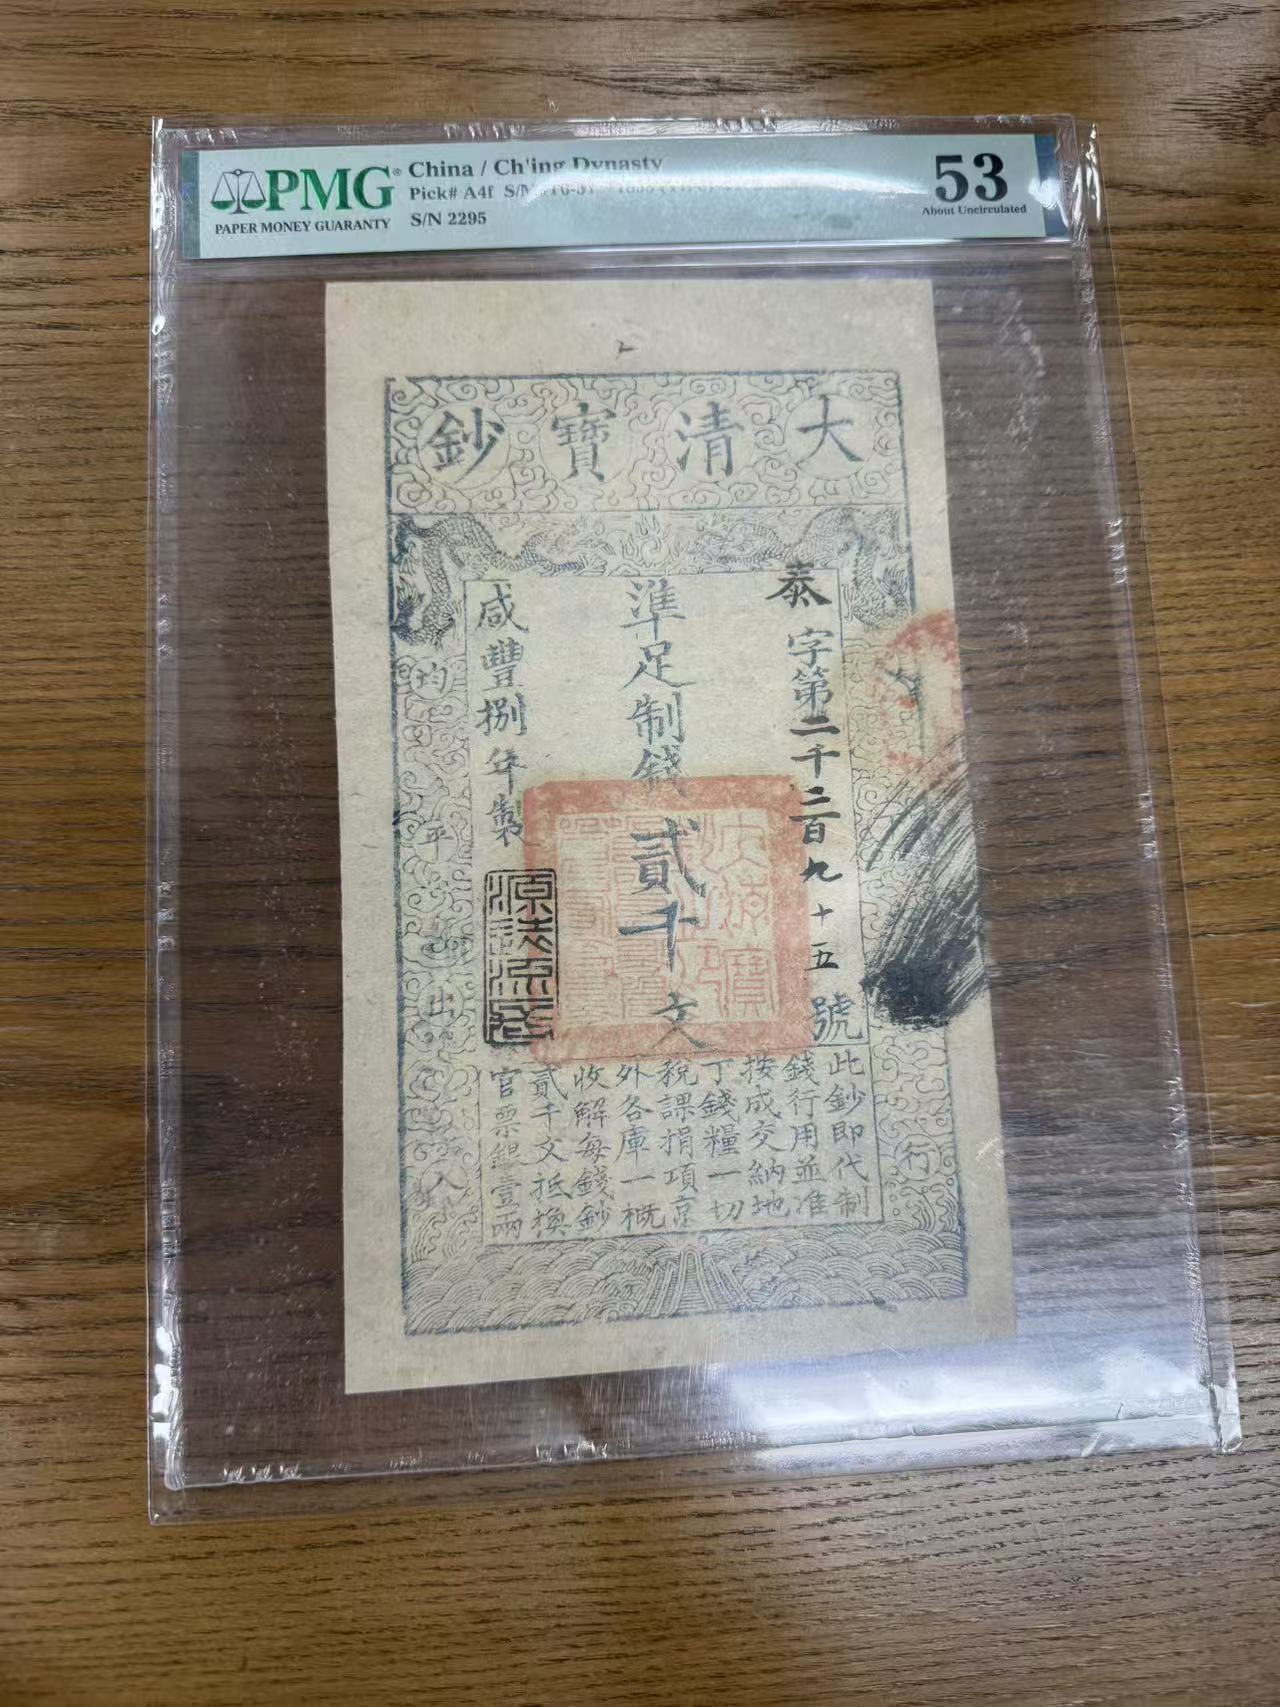 PMG®
PAPER MONEY GUARANTY
China / Ch'ing Dynasty
Pick# A4f
S/N 2295
53
About Uncirculated
大清寶鈔
泰字第二千二百九十五號
準足制錢貳千文
咸豐捌年製
均平出入
行
此鈔即代制
錢行用並准
按成交納地
丁錢糧一切
稅課捐項京
外各庫一概
收解每錢鈔
貳千文抵換
官票銀壹兩